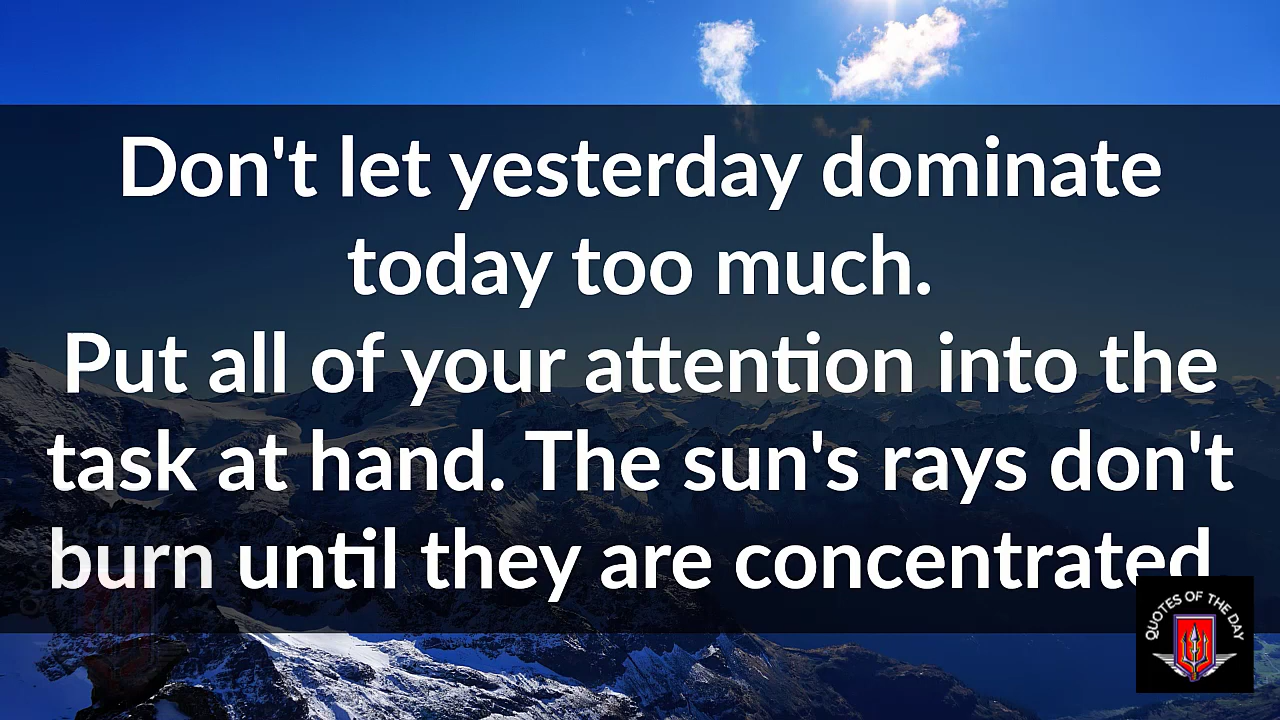 Don't let yesterday dominate
today too much.
Put all of your attention into the
task at hand. The sun's rays don't
burn until they are concentrated
QUOTES OF THE DAY